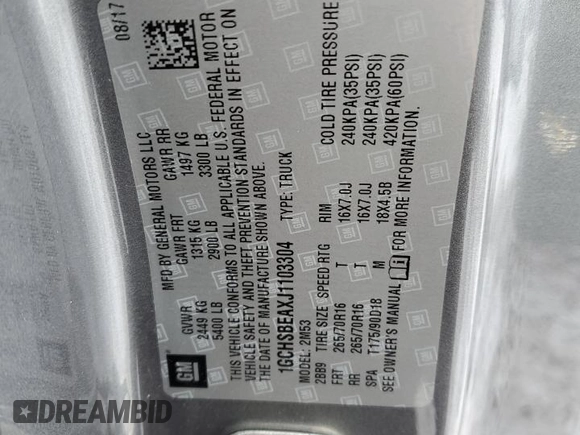 08/17
MFD BY GENERAL MOTORS LLC
GVWR GAWR FRT GAWR RR
2449 KG 1315 KG 1497 KG
5400 LB 2900 LB 3300 LB
THIS VEHICLE CONFORMS TO ALL APPLICABLE U.S. FEDERAL MOTOR
VEHICLE SAFETY AND THEFT PREVENTION STANDARDS IN EFFECT ON
THE DATE OF MANUFACTURE SHOWN ABOVE.
1GCHSBEAXJ1103304 TYPE: TRUCK
MODEL: 2M53
2BB9 TIRE SIZE SPEED RTG RIM COLD TIRE PRESSURE
FRT 265/70R16 T 16X7.0J 240KPA(35PSI)
RR 265/70R16 T 16X7.0J 240KPA(35PSI)
SPA T175/90D18 M 18X4.5B 420KPA(60PSI)
SEE OWNER'S MANUAL FOR MORE INFORMATION.
GM
DREAMBID